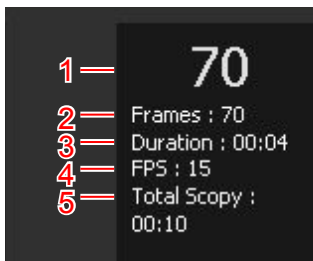 1 70
2 Frames : 70
3 Duration : 00:04
4 FPS : 15
5 Total Scopy :
00:10